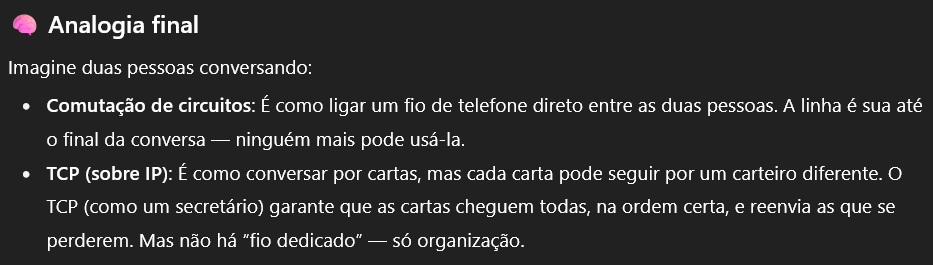 🧠 Analogia final
Imagine duas pessoas conversando:
• Comutação de circuitos: É como ligar um fio de telefone direto entre as duas pessoas. A linha é sua até
o final da conversa — ninguém mais pode usá-la.
• TCP (sobre IP): É como conversar por cartas, mas cada carta pode seguir por um carteiro diferente. O
TCP (como um secretário) garante que as cartas cheguem todas, na ordem certa, e reenvia as que se
perderem. Mas não há “fio dedicado” — só organização.